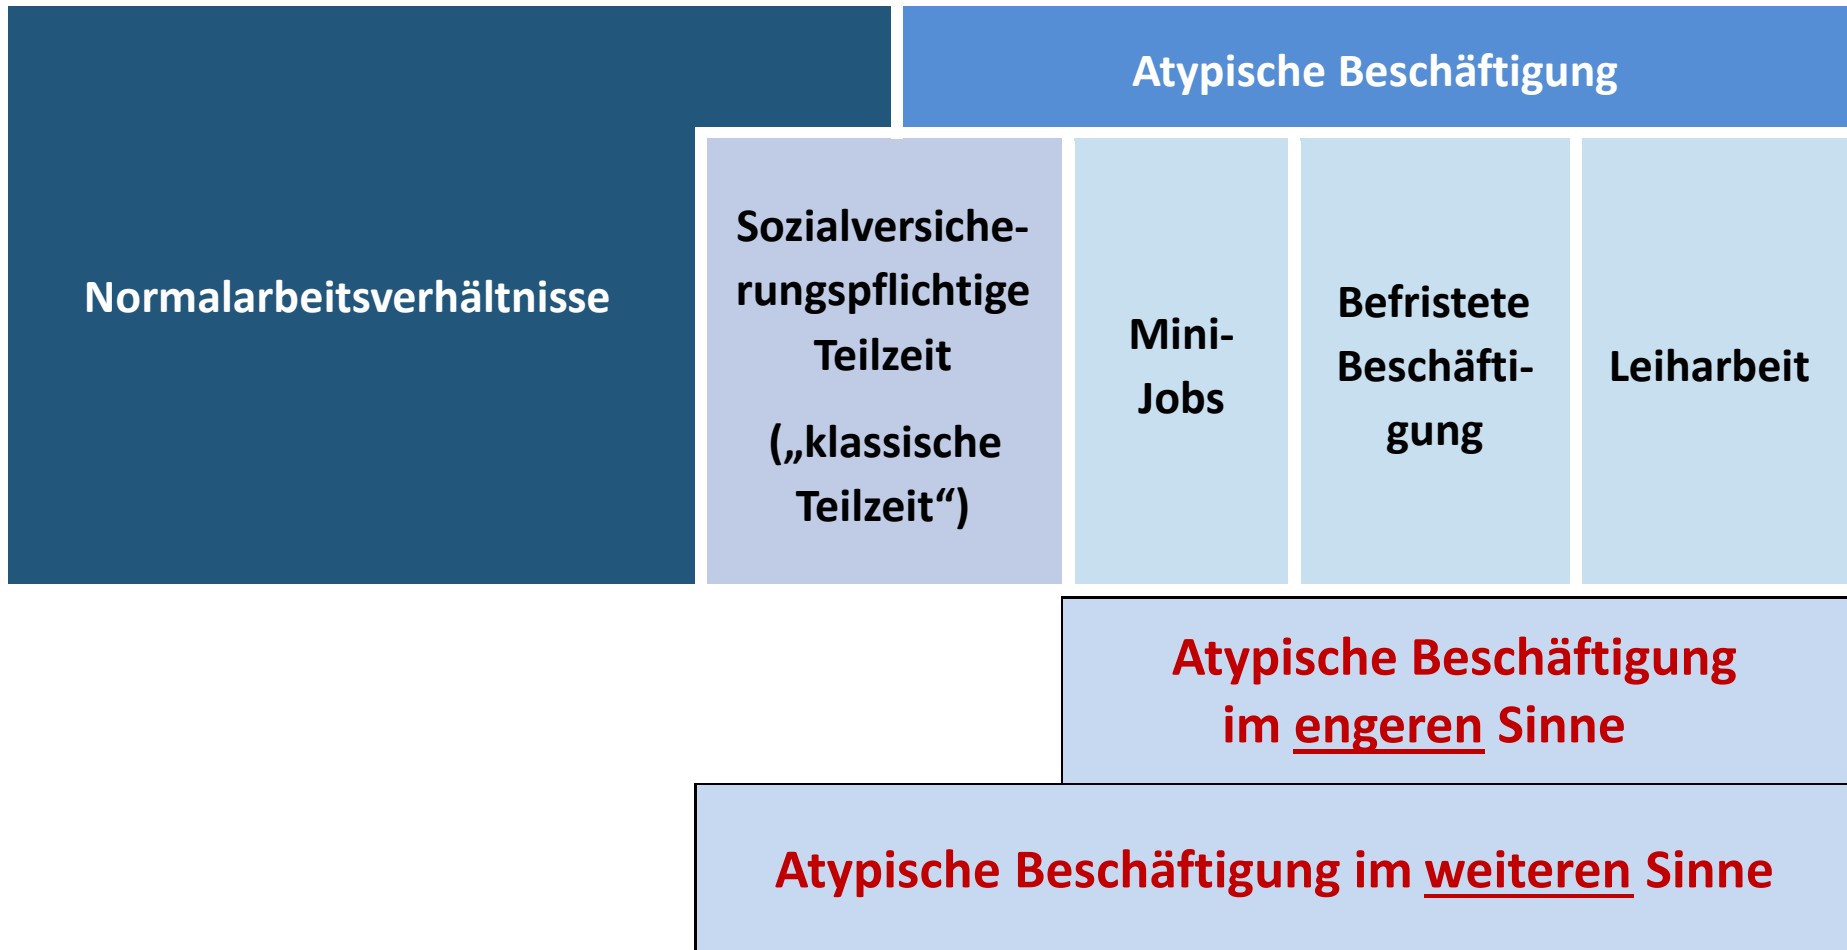 Atypische Beschäftigung
Normalarbeitsverhältnisse
Sozialversiche-
rungspflichtige
Teilzeit
(„klassische
Teilzeit“)
Mini-
Jobs
Befristete
Beschäfti-
gung
Leiharbeit
Atypische Beschäftigung
im engeren Sinne
Atypische Beschäftigung im weiteren Sinne